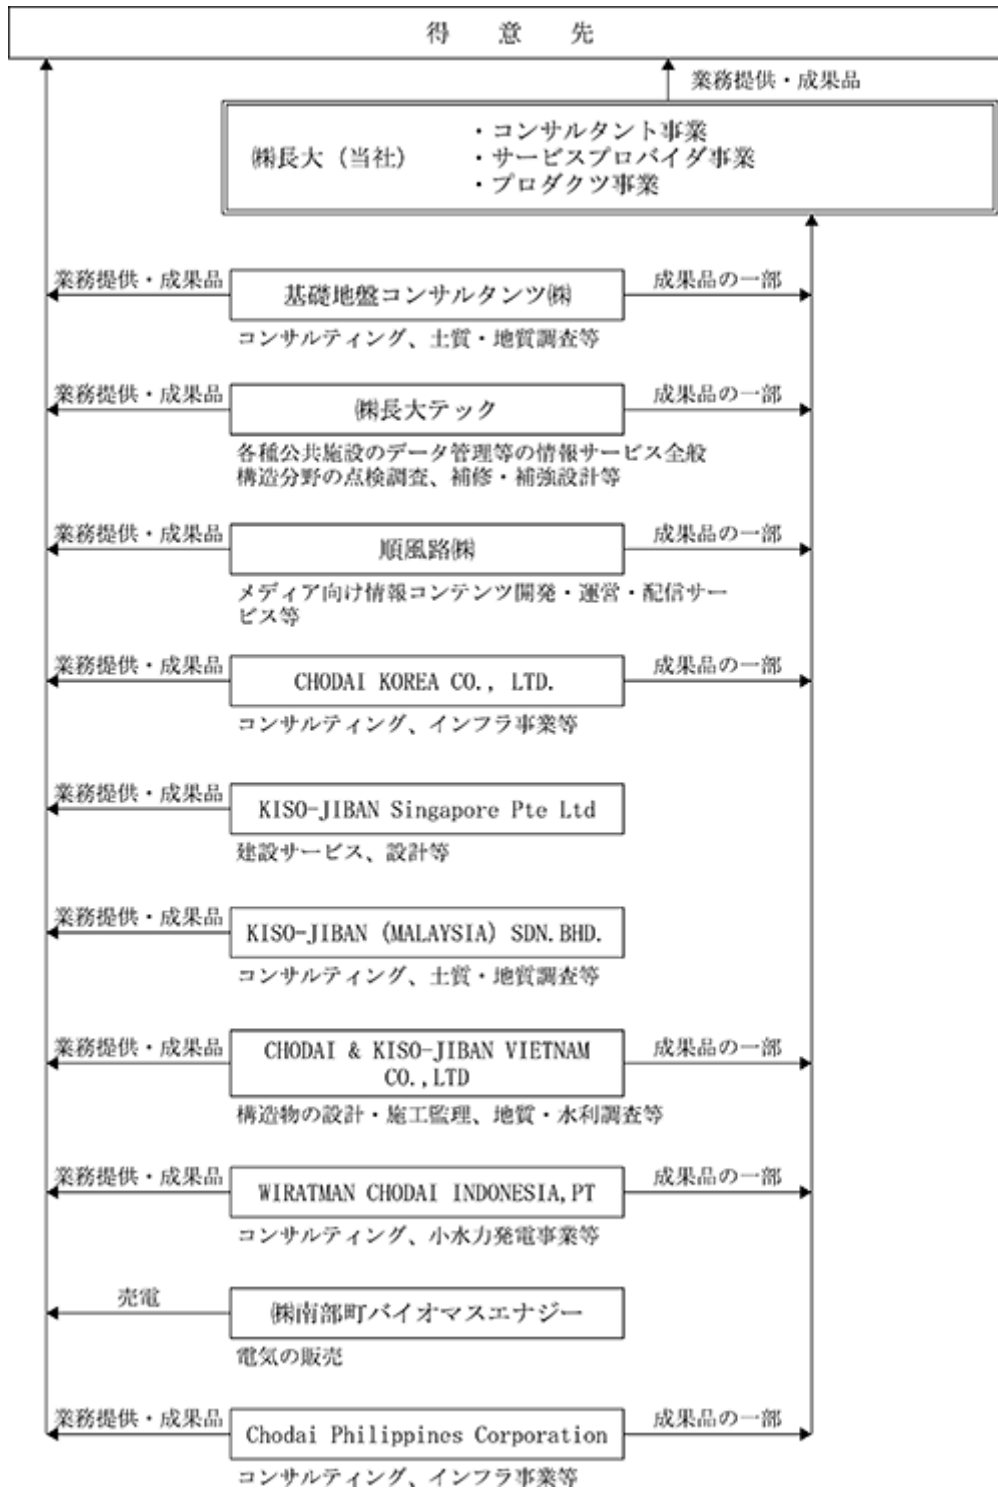 得　意　先
業務提供・成果品
㈱長大（当社）
・コンサルタント事業
・サービスプロバイダ事業
・プロダクツ事業
業務提供・成果品
基礎地盤コンサルタンツ㈱
成果品の一部
コンサルティング、土質・地質調査等
業務提供・成果品
㈱長大テック
成果品の一部
各種公共施設のデータ管理等の情報サービス全般
構造分野の点検調査、補修・補強設計等
業務提供・成果品
順風路㈱
成果品の一部
メディア向け情報コンテンツ開発・運営・配信サー
ビス等
業務提供・成果品
CHODAI KOREA CO., LTD.
成果品の一部
コンサルティング、インフラ事業等
業務提供・成果品
KISO-JIBAN Singapore Pte Ltd
建設サービス、設計等
業務提供・成果品
KISO-JIBAN (MALAYSIA) SDN.BHD.
コンサルティング、土質・地質調査等
業務提供・成果品
CHODAI & KISO-JIBAN VIETNAM
CO.,LTD
成果品の一部
構造物の設計・施工監理、地質・水利調査等
業務提供・成果品
WIRATMAN CHODAI INDONESIA,PT
成果品の一部
コンサルティング、小水力発電事業等
売電
㈱南部町バイオマスエナジー
電気の販売
業務提供・成果品
Chodai Philippines Corporation
成果品の一部
コンサルティング、インフラ事業等